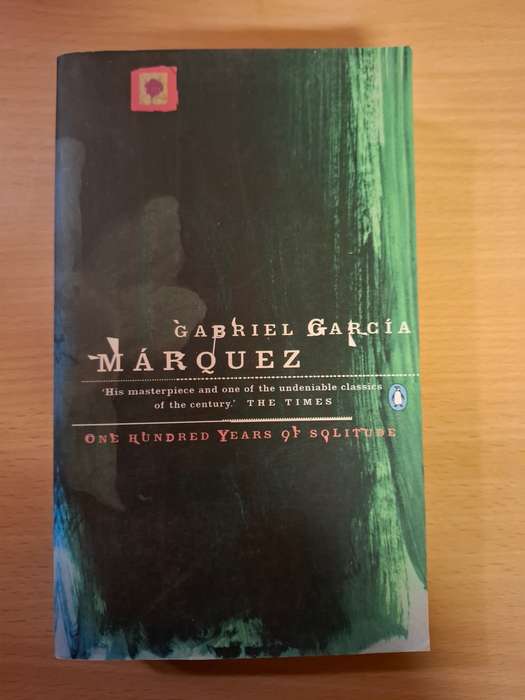 GABRIEL GARCÍA
MÁRQUEZ
'His masterpiece and one of the undeniable classics
of the century.' THE TIMES
ONE HUNDRED YEARS OF SOLITUDE